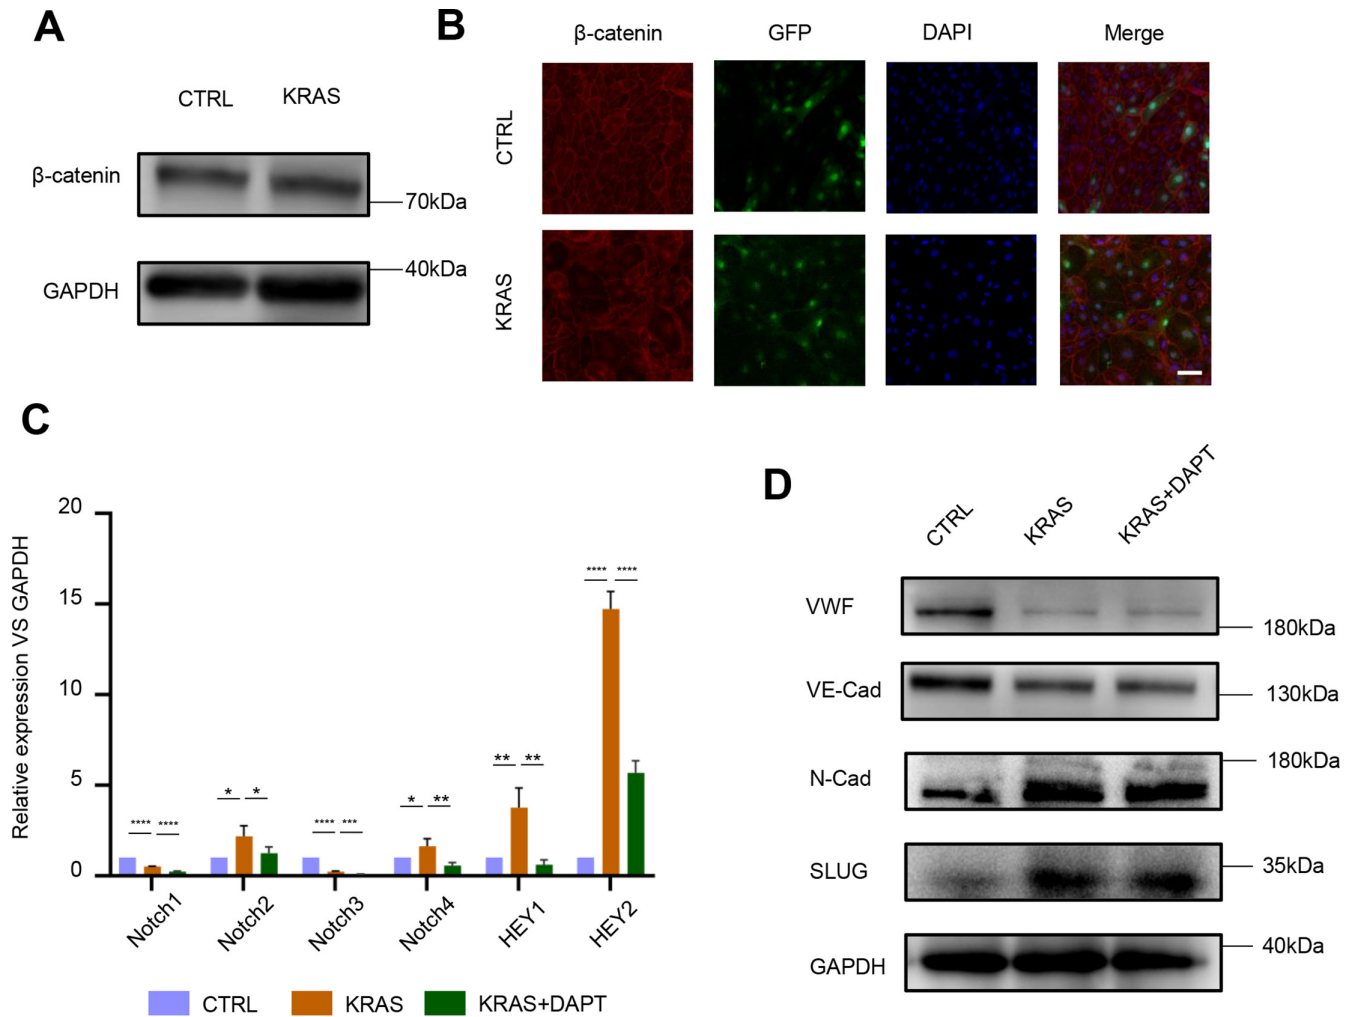 A
CTRL KRAS
β-catenin
70kDa
40kDa
GAPDH
B
β-catenin GFP DAPI Merge
CTRL
KRAS
C
Relative expression VS GAPDH
20
15
10
5
0
**** ****
* *
**** ***
* **
** **
**** ****
Notch1 Notch2 Notch3 Notch4 HEY1 HEY2
CTRL KRAS KRAS+DAPT
D
CTRL KRAS KRAS+DAPT
VWF
180kDa
VE-Cad
130kDa
N-Cad
180kDa
SLUG
35kDa
GAPDH
40kDa